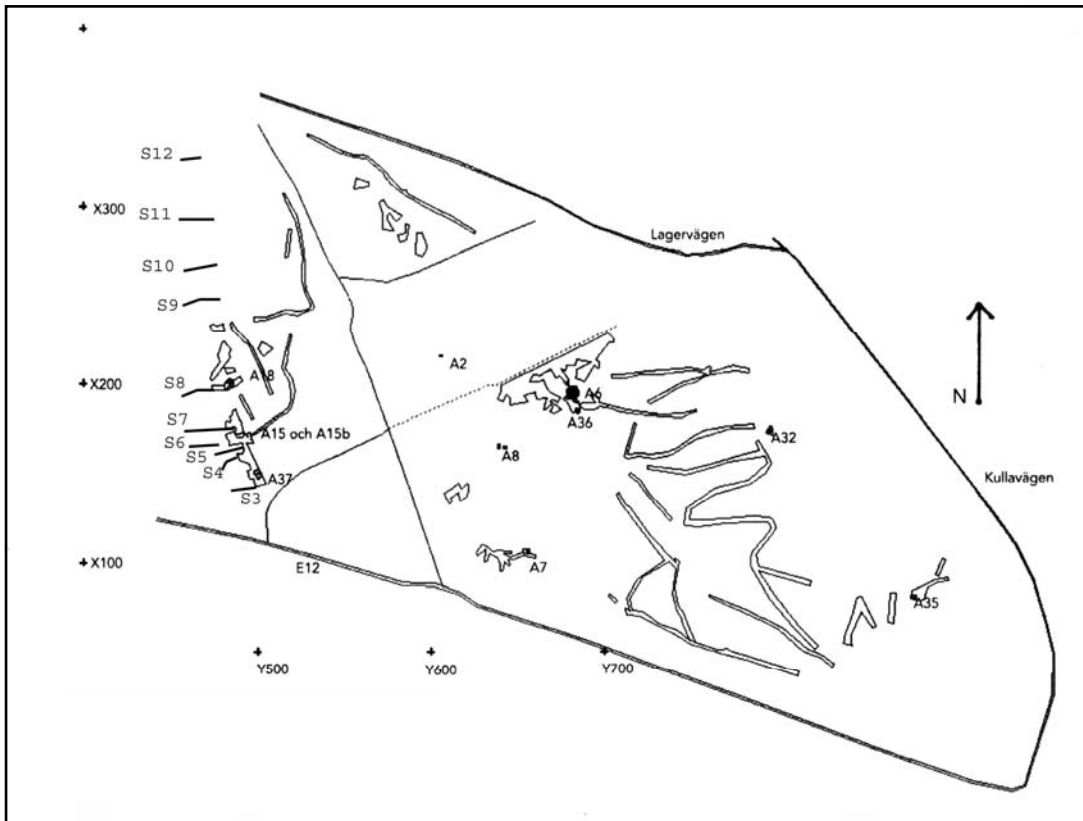 S12
X300
S11
Lagervägen
S10
S9
A2
A18
X200
S8
A6
N
A36
S7
A15 och A15b
A32
S6
S5
A8
S4
A37
Kullavägen
S3
X100
E12
A7
A35
Y500
Y600
Y700